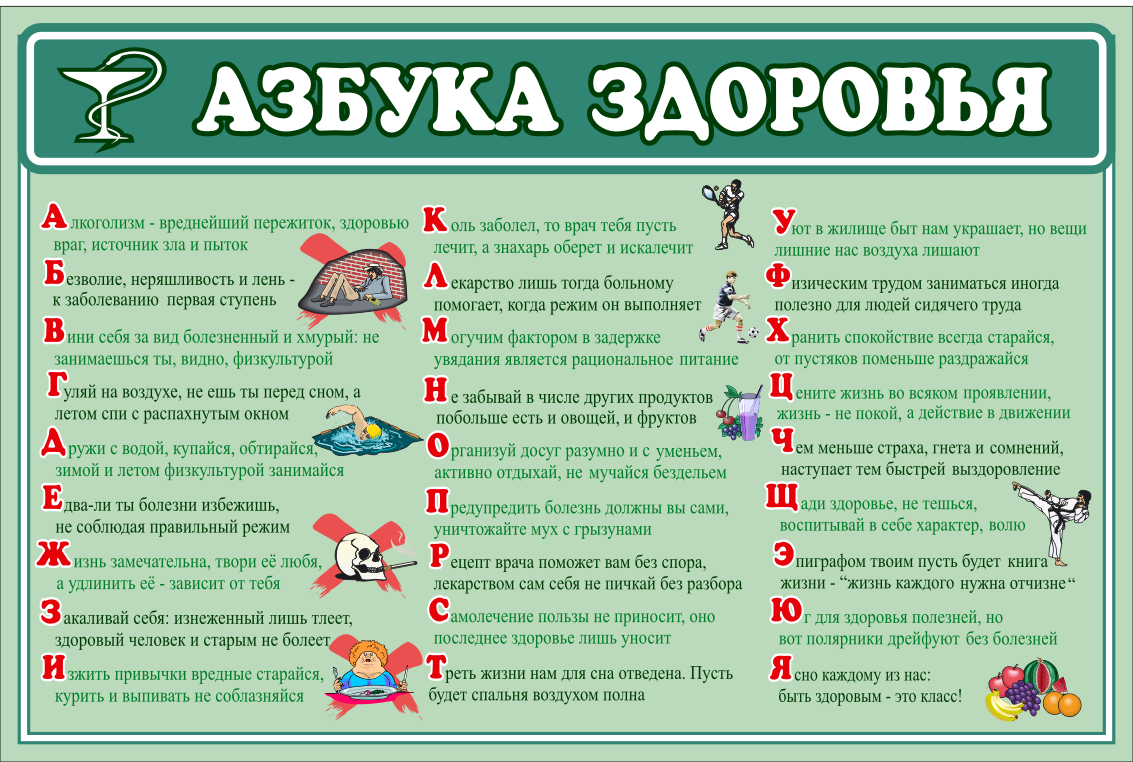 АЗБУКА ЗДОРОВЬЯ
Алкоголизм - вреднейший пережиток, здоровью
враг, источник зла и пыток
Безволие, неряшливость и лень -
к заболеванию первая ступень
Вини себя за вид болезненный и хмурый: не
занимаешься ты, видно, физкультурой
Гуляй на воздухе, не ешь ты перед сном, а
летом спи с распахнутым окном
Дружи с водой, купайся, обтирайся,
зимой и летом физкультурой занимайся
Едва-ли ты болезни избежишь,
не соблюдая правильный режим
Жизнь замечательна, твори её любя,
а удлинить её - зависит от тебя
Закаливай себя: изнеженный лишь тлеет,
здоровый человек и старым не болеет
Изжить привычки вредные старайся,
курить и выпивать не соблазняйся
Коль заболел, то врач тебя пусть
лечит, а знахарь оберет и искалечит
Лекарство лишь тогда больному
помогает, когда режим он выполняет
Могучим фактором в задержке
увядания является рациональное питание
Не забывай в числе других продуктов
побольше есть и овощей, и фруктов
Организуй досуг разумно и с уменьем,
активно отдыхай, не мучайся бездельем
Предупредить болезнь должны вы сами,
уничтожайте мух с грызунами
Рецепт врача поможет вам без спора,
лекарством сам себя не пичкай без разбора
Самолечение пользы не приносит, оно
последнее здоровье лишь уносит
Треть жизни нам для сна отведена. Пусть
будет спальня воздухом полна
Уют в жилище быт нам украшает, но вещи
лишние нас воздуха лишают
Физическим трудом заниматься иногда
полезно для людей сидячего труда
Хранить спокойствие всегда старайся,
от пустяков поменьше раздражайся
Цените жизнь во всяком проявлении,
жизнь - не покой, а действие в движении
Чем меньше страха, гнета и сомнений,
наступает тем быстрей выздоровление
Щади здоровье, не тешься,
воспитывай в себе характер, волю
Эпиграфом твоим пусть будет книга
жизни - “жизнь каждого нужна отчизне“
Юг для здоровья полезней, но
вот полярники дрейфуют без болезней
Ясно каждому из нас:
быть здоровым - это класс!